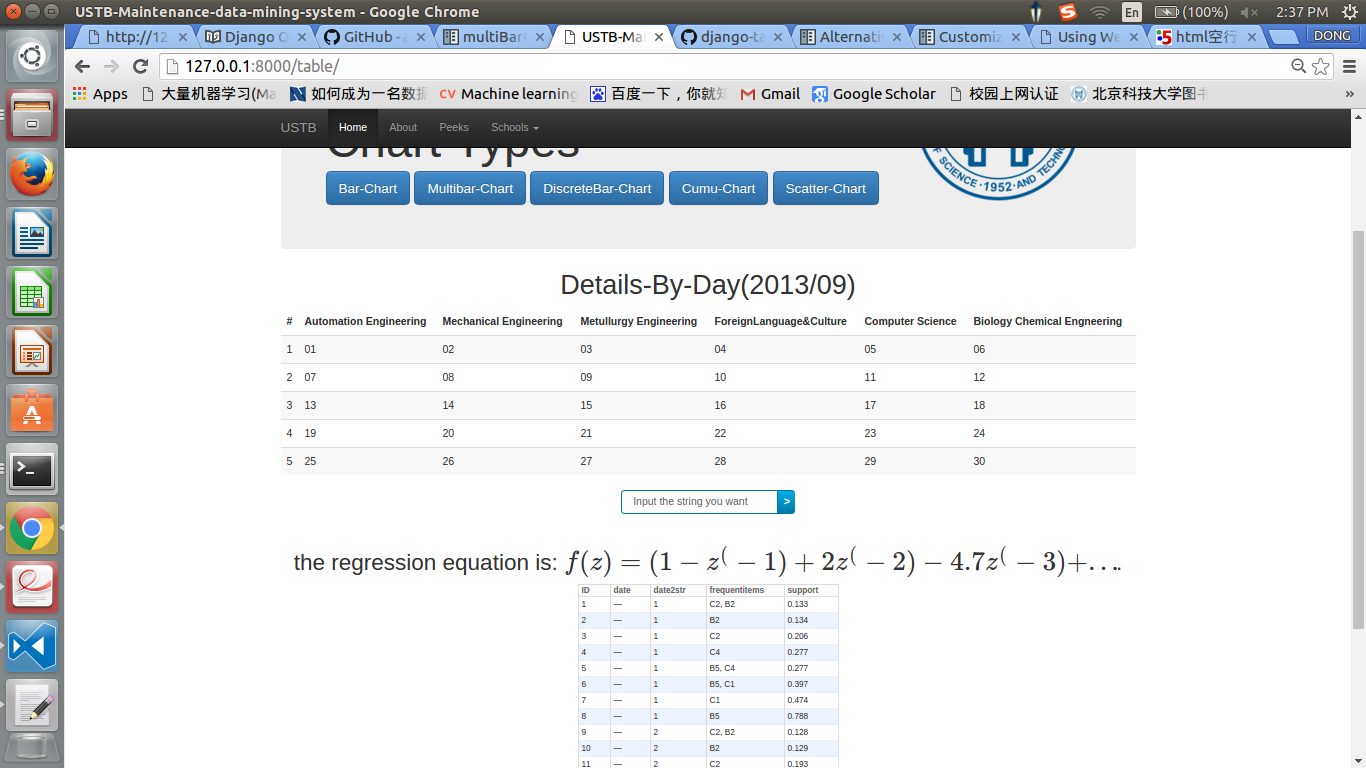 USTB-Maintenance-data-mining-system - Google Chrome
En (100%) 2:37 PM
http://12 Django O GitHub - a multiBar USTB-Mai django-ta Alternati Customiz Using We html空行 DONG
127.0.0.1:8000/table/
Apps 大量机器学习(Ma 如何成为一名数据 CV Machine learning 百度一下，你就知 Gmail Google Scholar 校园上网认证 北京科技大学图书 »
USTB Home About Peeks Schools
Chart Types
OF SCIENCE · 1952 · AND TECHNO
Bar-Chart Multibar-Chart DiscreteBar-Chart Cumu-Chart Scatter-Chart
Details-By-Day(2013/09)
# Automation Engineering Mechanical Engineering Metullurgy Engineering ForeignLanguage&Culture Computer Science Biology Chemical Engneering
1 01 02 03 04 05 06
2 07 08 09 10 11 12
3 13 14 15 16 17 18
4 19 20 21 22 23 24
5 25 26 27 28 29 30
Input the string you want >
the regression equation is: f(z) = (1 − z⁽ − 1) + 2z⁽ − 2) − 4.7z⁽ − 3)+….
ID date date2str frequentitems support
1 — 1 C2, B2 0.133
2 — 1 B2 0.134
3 — 1 C2 0.206
4 — 1 C4 0.277
5 — 1 B5, C4 0.277
6 — 1 B5, C1 0.397
7 — 1 C1 0.474
8 — 1 B5 0.788
9 — 2 C2, B2 0.128
10 — 2 B2 0.129
11 — 2 C2 0.193